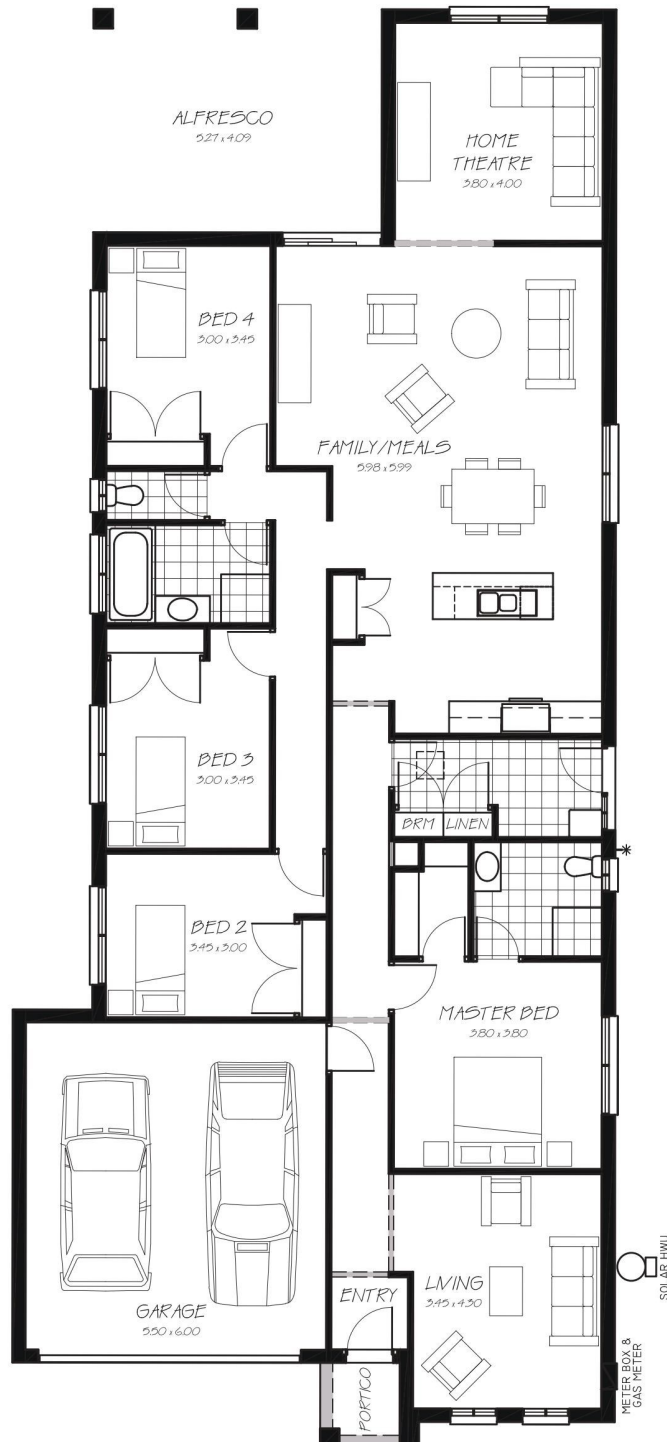 ALFRESCO
5.27 x 4.09
HOME
THEATRE
3.80 x 4.00
BED 4
3.00 x 3.45
FAMILY/MEALS
5.98 x 5.99
BED 3
3.00 x 3.45
BRM
LINEN
BED 2
3.45 x 3.00
MASTER BED
3.80 x 3.80
LIVING
3.45 x 4.30
ENTRY
GARAGE
5.50 x 6.00
PORTICO
SOLAR HWU
METER BOX &
GAS METER